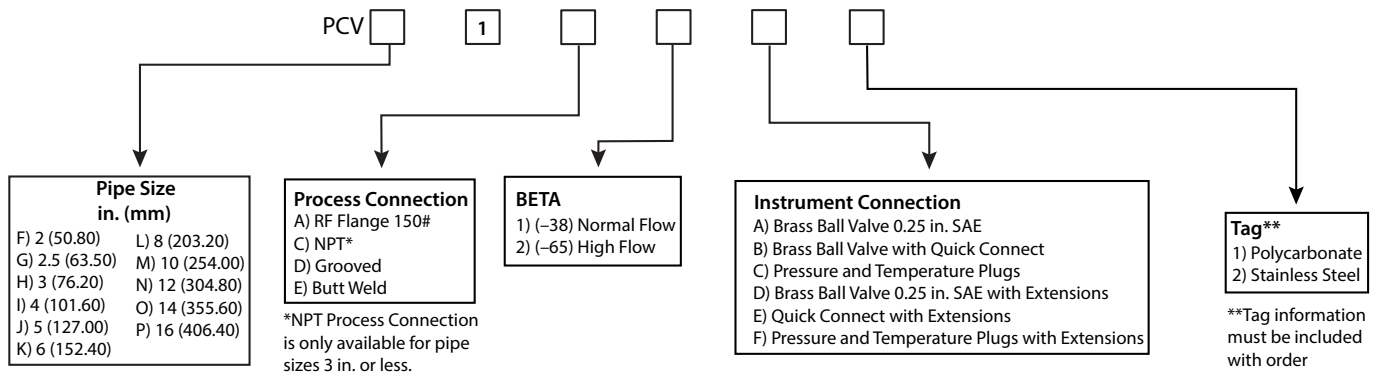 PCV 1
Pipe Size
in. (mm)
F) 2 (50.80)
G) 2.5 (63.50)
H) 3 (76.20)
I) 4 (101.60)
J) 5 (127.00)
K) 6 (152.40)
L) 8 (203.20)
M) 10 (254.00)
N) 12 (304.80)
O) 14 (355.60)
P) 16 (406.40)
Process Connection
A) RF Flange 150#
C) NPT*
D) Grooved
E) Butt Weld
*NPT Process Connection
is only available for pipe
sizes 3 in. or less.
BETA
1) (–38) Normal Flow
2) (–65) High Flow
Instrument Connection
A) Brass Ball Valve 0.25 in. SAE
B) Brass Ball Valve with Quick Connect
C) Pressure and Temperature Plugs
D) Brass Ball Valve 0.25 in. SAE with Extensions
E) Quick Connect with Extensions
F) Pressure and Temperature Plugs with Extensions
Tag**
1) Polycarbonate
2) Stainless Steel
**Tag information
must be included
with order